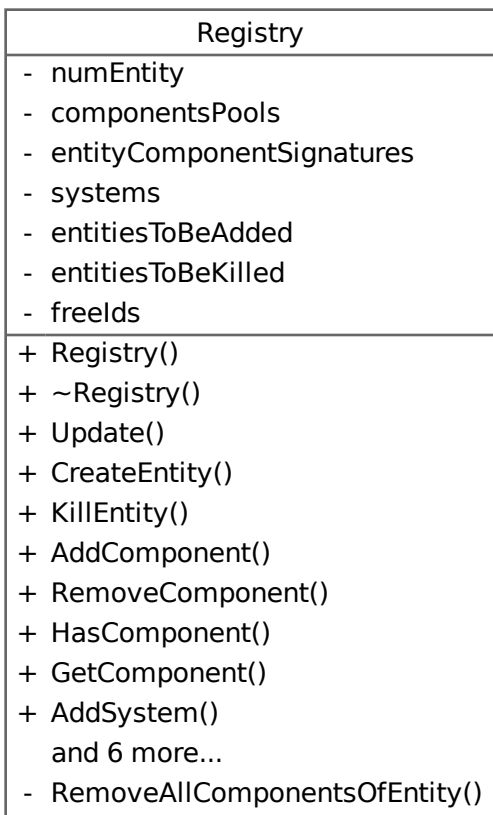 Registry
- numEntity
- componentsPools
- entityComponentSignatures
- systems
- entitiesToBeAdded
- entitiesToBeKilled
- freeIds
+ Registry()
+ ~Registry()
+ Update()
+ CreateEntity()
+ KillEntity()
+ AddComponent()
+ RemoveComponent()
+ HasComponent()
+ GetComponent()
+ AddSystem()
and 6 more...
- RemoveAllComponentsOfEntity()